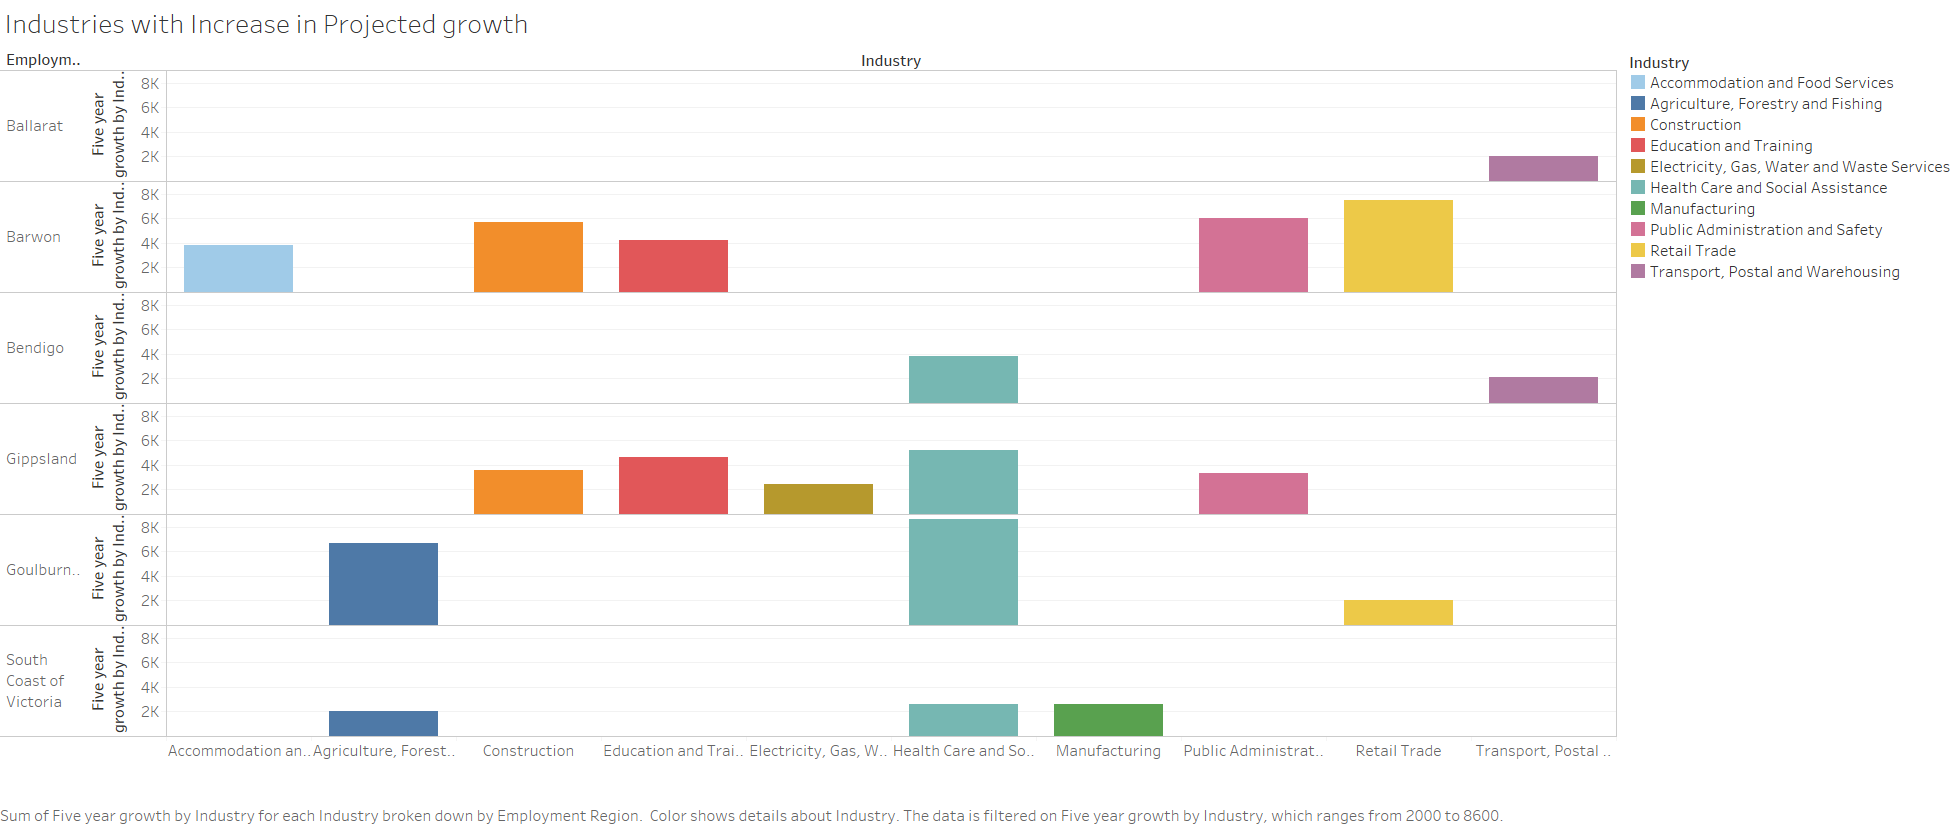 Industries with Increase in Projected growth
Employm..
Industry
Ballarat
Five year
growth by Ind..
8K
6K
4K
2K
Barwon
Five year
growth by Ind..
8K
6K
4K
2K
Bendigo
Five year
growth by Ind..
8K
6K
4K
2K
Gippsland
Five year
growth by Ind..
8K
6K
4K
2K
Goulburn..
Five year
growth by Ind..
8K
6K
4K
2K
South
Coast of
Victoria
Five year
growth by Ind..
8K
6K
4K
2K
Accommodation an..
Agriculture, Forest..
Construction
Education and Trai..
Electricity, Gas, W..
Health Care and So..
Manufacturing
Public Administrat..
Retail Trade
Transport, Postal ..
Industry
Accommodation and Food Services
Agriculture, Forestry and Fishing
Construction
Education and Training
Electricity, Gas, Water and Waste Services
Health Care and Social Assistance
Manufacturing
Public Administration and Safety
Retail Trade
Transport, Postal and Warehousing
Sum of Five year growth by Industry for each Industry broken down by Employment Region.  Color shows details about Industry. The data is filtered on Five year growth by Industry, which ranges from 2000 to 8600.